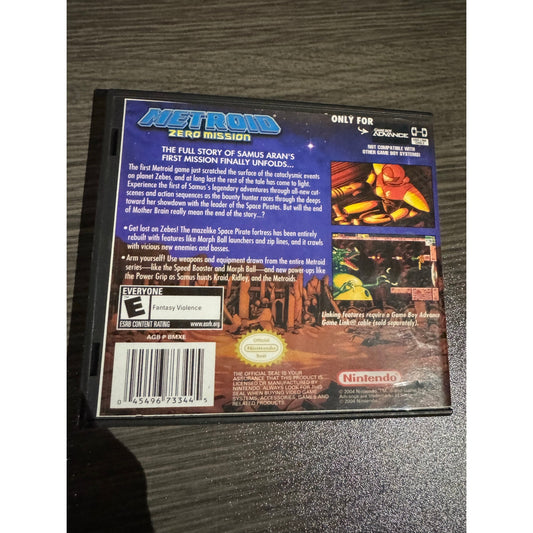 METROID
ZERO MISSION
THE FULL STORY OF SAMUS ARAN'S
FIRST MISSION FINALLY UNFOLDS...
The first Metroid game just scratched the surface of the cataclysmic events
on planet Zebes, and at long last the rest of the tale has come to light.
Experience the first of Samus's legendary adventures through all-new cut-
scenes and action sequences as the bounty hunter races through the deeps
toward her showdown with the leader of the Space Pirates. But will the end
of Mother Brain really mean the end of the story...?
• Get lost on Zebes! The mazelike Space Pirate fortress has been entirely
rebuilt with features like Morph Ball launchers and zip lines, and it crawls
with vicious new enemies and bosses.
• Arm yourself! Use weapons and equipment drawn from the entire Metroid
series—like the Speed Booster and Morph Ball—and new power-ups like
the Power Grip as Samus hunts Kraid, Ridley, and the Metroids.
ONLY FOR
GAME BOY
ADVANCE
NOT COMPATIBLE WITH
OTHER GAME BOY SYSTEMS!
Linking features require a Game Boy Advance
Game Link® cable (sold separately).
EVERYONE
E
Fantasy Violence
ESRB CONTENT RATING www.esrb.org
AGB P BMXE
0 45496 73344 5
Official
Nintendo
Seal
THE OFFICIAL SEAL IS YOUR
ASSURANCE THAT THIS PRODUCT IS
LICENSED OR MANUFACTURED BY
NINTENDO. ALWAYS LOOK FOR THIS
SEAL WHEN BUYING VIDEO GAME
SYSTEMS, ACCESSORIES, GAMES AND
RELATED PRODUCTS.
Nintendo
© 2004 Nintendo
Advance are
© 2004 Nintendo